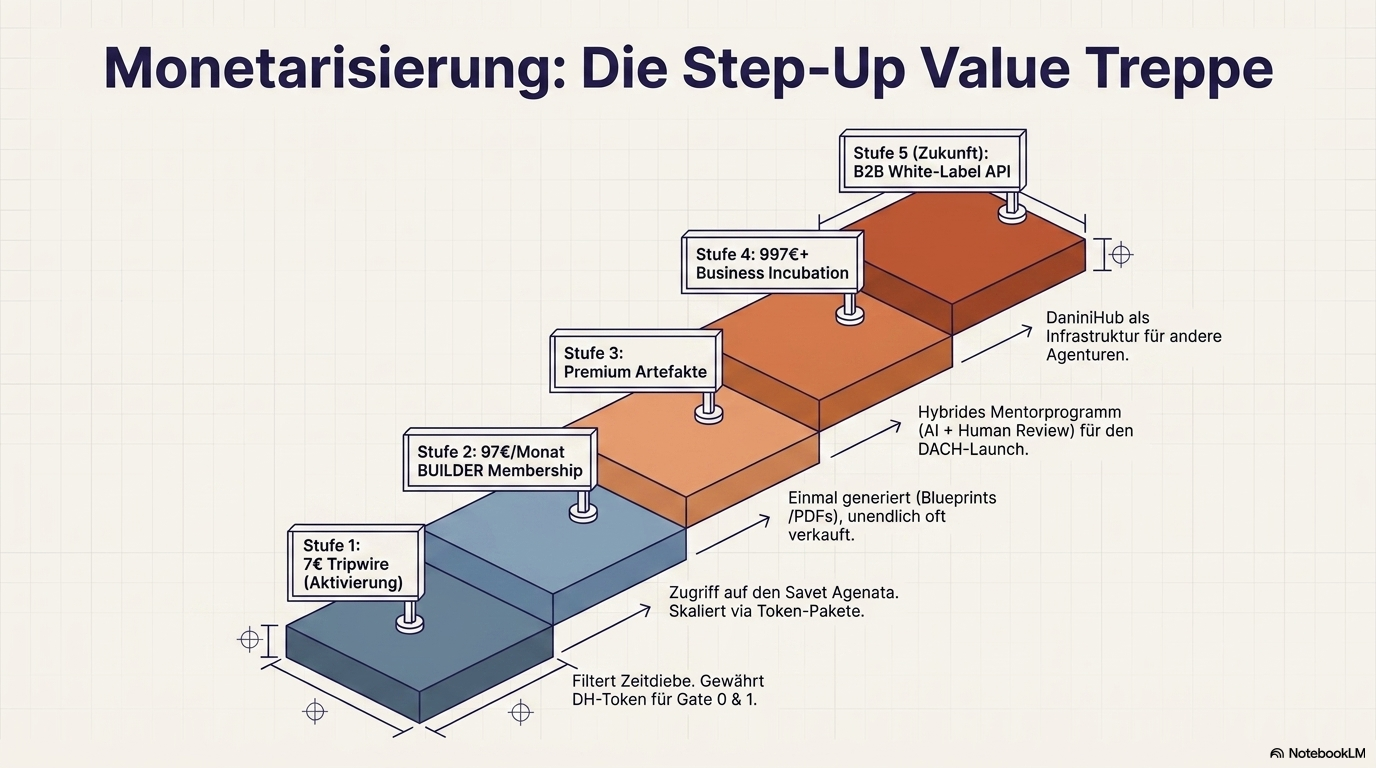 Monetarisierung: Die Step-Up Value Treppe
Stufe 5 (Zukunft):
B2B White-Label API
DaniniHub als
Infrastruktur für andere
Agenturen.
Stufe 4: 997€+
Business Incubation
Hybrides Mentorprogramm
(AI + Human Review) für den
DACH-Launch.
Stufe 3:
Premium Artefakte
Einmal generiert (Blueprints
/PDFs), unendlich oft
verkauft.
Stufe 2: 97€/Monat
BUILDER Membership
Zugriff auf den Savet Agenata.
Skaliert via Token-Pakete.
Stufe 1:
7€ Tripwire
(Aktivierung)
Filtert Zeitdiebe. Gewährt
DH-Token für Gate 0 & 1.
NotebookLM